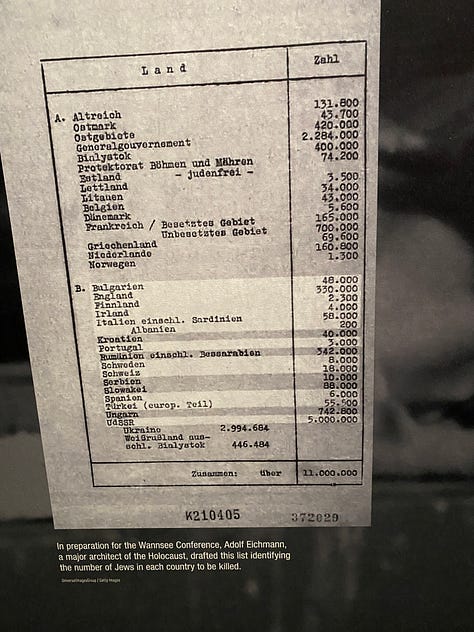 Land Zahl
A. Altreich 131.800
Ostmark 43.700
Ostgebiete 420.000
Generalgouvernement 2.284.000
Bialystok 400.000
Protektorat Böhmen und Mähren 74.200
Estland - judenfrei -
Lettland 3.500
Litauen 34.000
Belgien 43.000
Dänemark 5.600
Frankreich / Besetztes Gebiet 165.000
Unbesetztes Gebiet 700.000
Griechenland 69.600
Niederlande 160.800
Norwegen 1.300
B. Bulgarien 48.000
England 330.000
Finnland 2.300
Irland 4.000
Italien einschl. Sardinien 58.000
Albanien 200
Kroatien 40.000
Portugal 3.000
Rumänien einschl. Bessarabien 342.000
Schweden 8.000
Schweiz 18.000
Serbien 10.000
Slowakei 88.000
Spanien 6.000
Türkei (europ. Teil) 55.500
Ungarn 742.800
UdSSR 5.000.000
Ukraine 2.994.684
Weißrußland aus-
schl. Bialystok 446.484
Zusammen: über 11.000.000
K210405 372029
In preparation for the Wannsee Conference, Adolf Eichmann,
a major architect of the Holocaust, drafted this list identifying
the number of Jews in each country to be killed.
UniversalImagesGroup / Getty Images